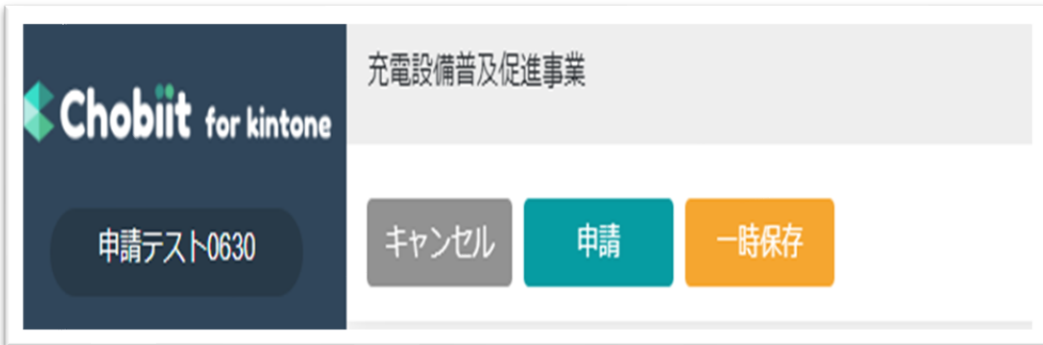 充電設備普及促進事業
Chobiit for kintone
申請テスト0630
キャンセル
申請
一時保存